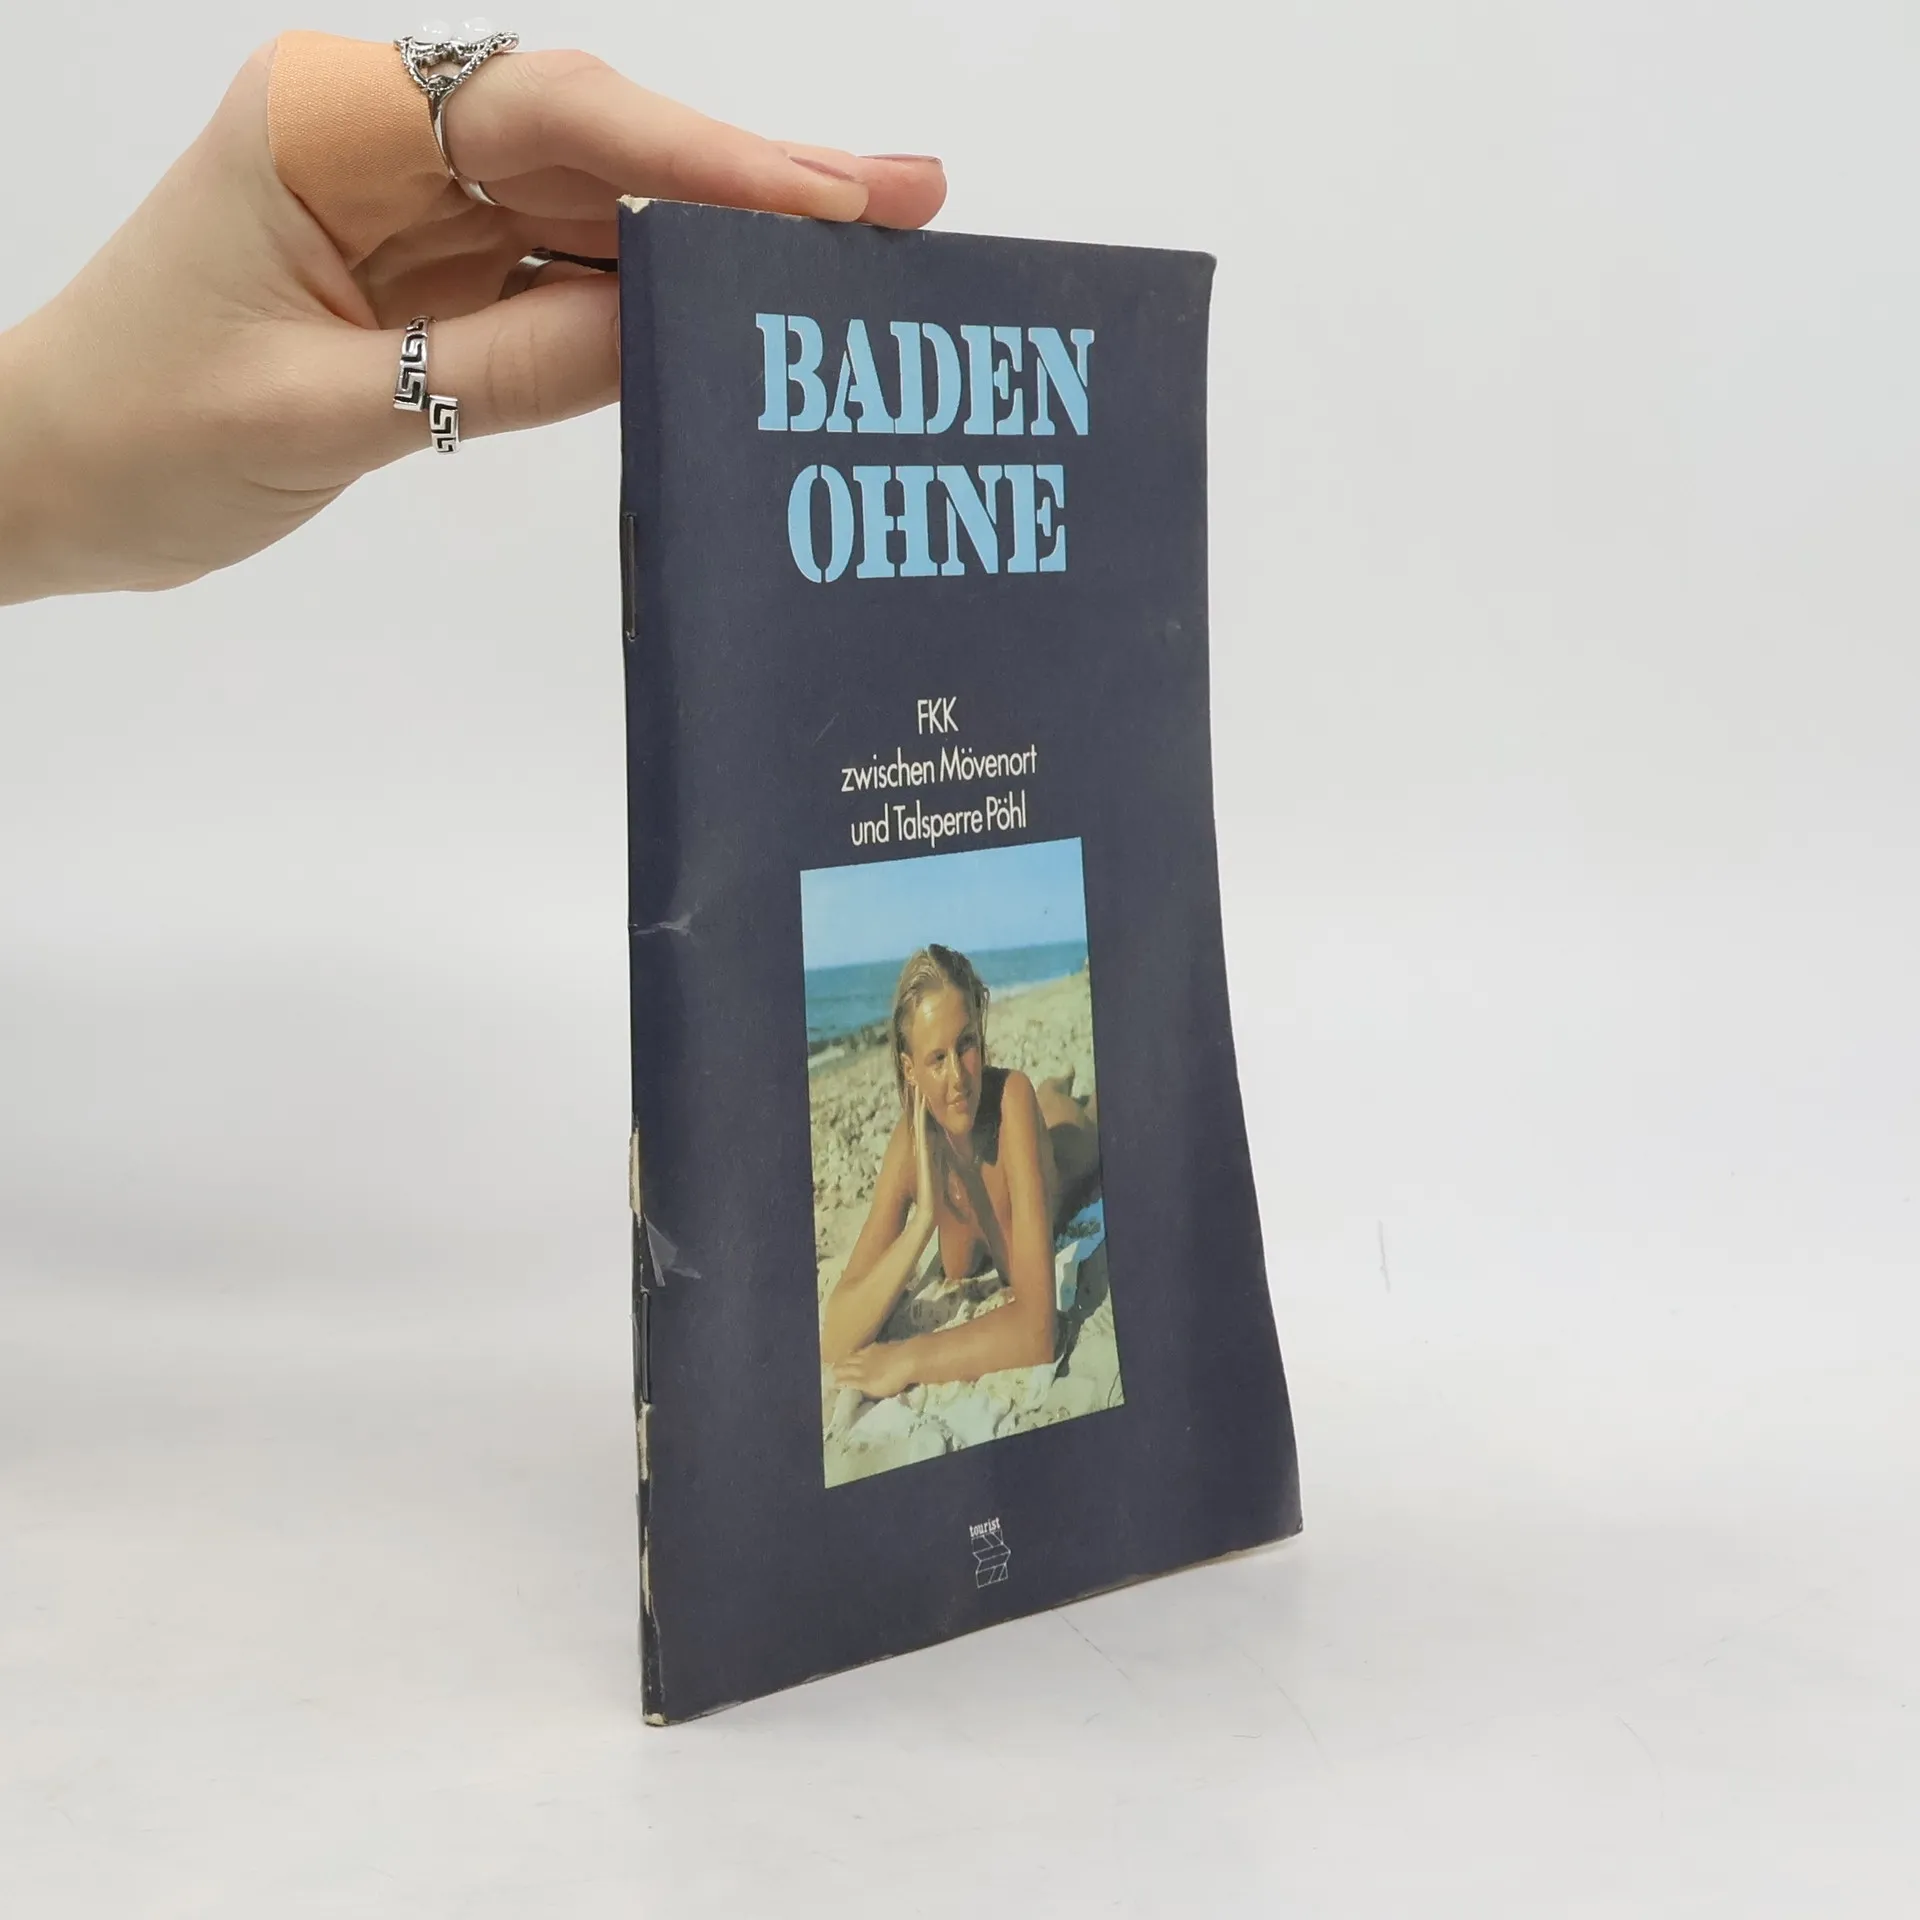 BADEN
OHNE
FKK
zwischen Mövenort
und Talsperre Pöhl
tourist